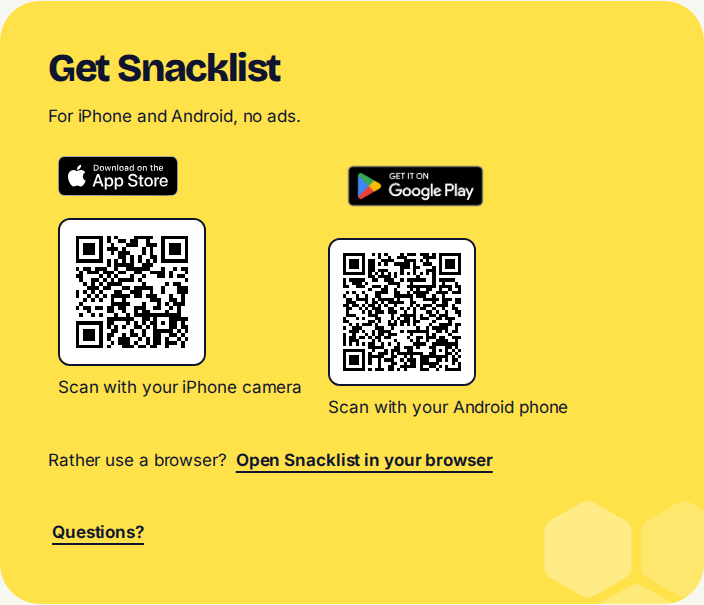 Get Snacklist
For iPhone and Android, no ads.
Download on the
App Store
GET IT ON
Google Play
Scan with your iPhone camera
Scan with your Android phone
Rather use a browser? Open Snacklist in your browser
Questions?